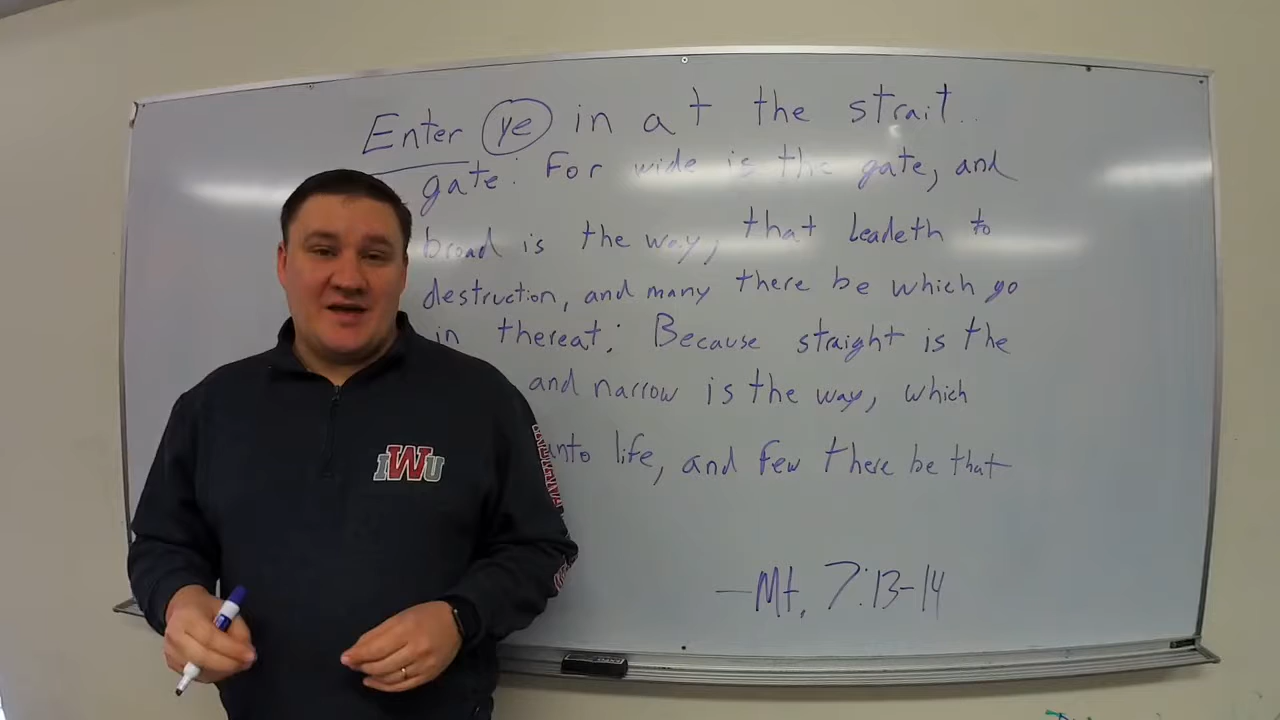 Enter ye in at the strait..
gate: For wide is the gate, and
broad is the way, that leadeth to
destruction, and many there be which go
in thereat: Because straight is the
and narrow is the way, which
unto life, and few there be that
—Mt. 7:13-14
IWU